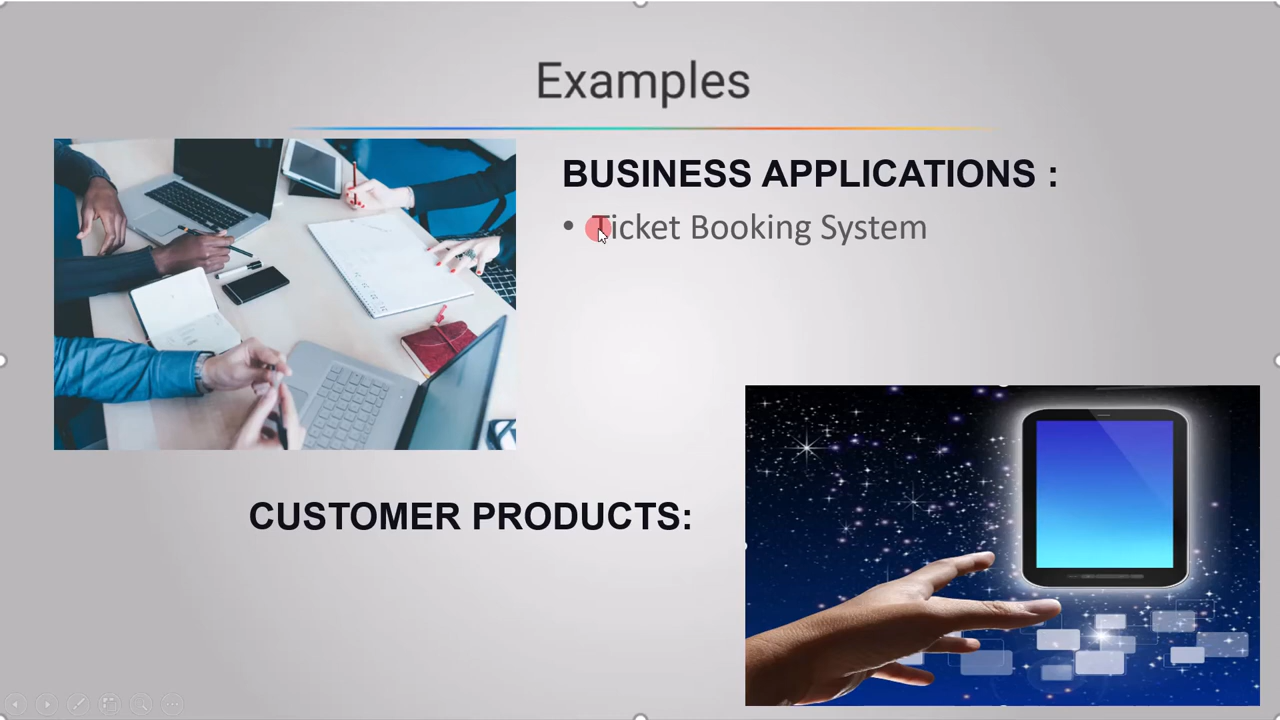 Examples
BUSINESS APPLICATIONS :
• Ticket Booking System
CUSTOMER PRODUCTS: